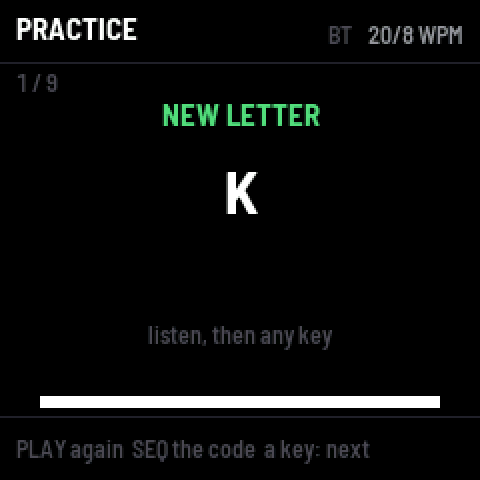 PRACTICE
BT 20/8 WPM
1 / 9
NEW LETTER
K
listen, then any key
PLAY again SEQ the code a key: next